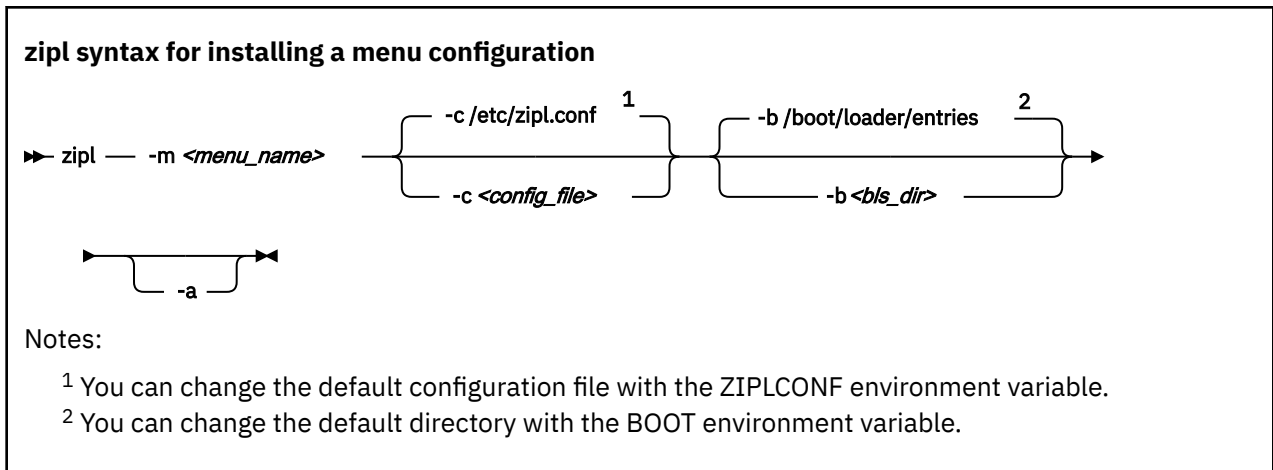 zipl syntax for installing a menu configuration
-c /etc/zipl.conf 1 -b /boot/loader/entries 2
zipl -m <menu_name>
-c <config_file> -b <bls_dir>
-a
Notes:
1 You can change the default configuration file with the ZIPLCONF environment variable.
2 You can change the default directory with the BOOT environment variable.